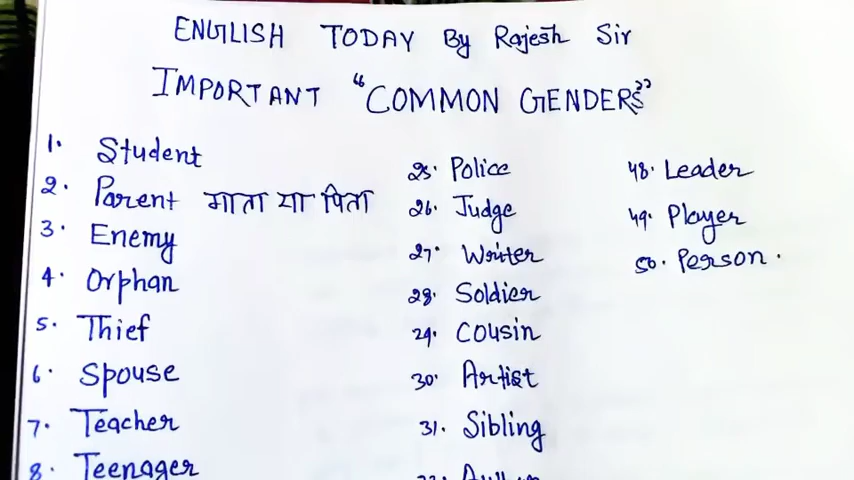 ENGLISH TODAY By Rajesh Sir
IMPORTANT "COMMON GENDERS"
1. Student
2. Parent माता या पिता
3. Enemy
4. Orphan
5. Thief
6. Spouse
7. Teacher
8. Teenager
25. Police
26. Judge
27. Writer
28. Soldier
29. Cousin
30. Artist
31. Sibling
48. Leader
49. Player
50. Person.